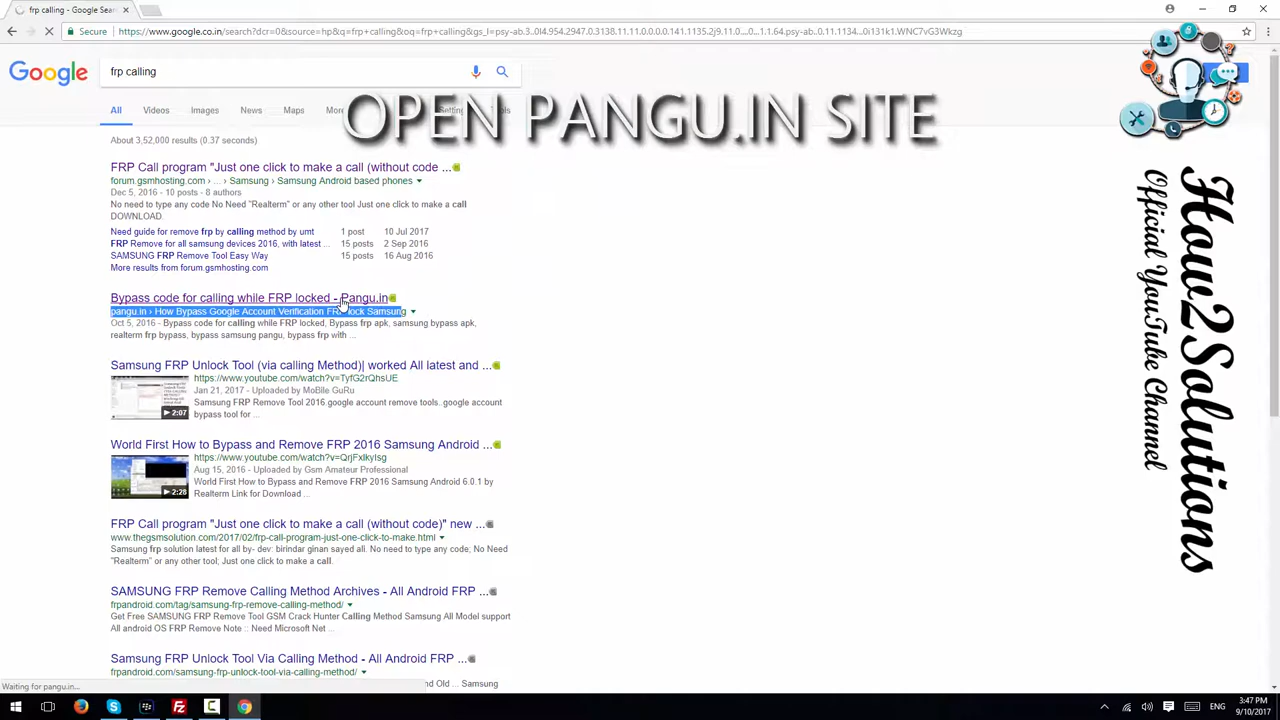 frp calling - Google Sear
Secure
https://www.google.co.in/search?dcr=0&source=hp&q=frp+calling&oq=frp+calling&gs_l=psy-ab.3..0l4.954.2947.0.3138.11.11.0.0.0.0.141.1135.2j9.11.0....0...1.1.64.psy-ab..0.11.1134...0i131k1.WNC7vG3Wkzg
Google
frp calling
All Videos Images News Maps
OPEN PANGU.IN SITE
About 3,52,000 results (0.37 seconds)
FRP Call program "Just one click to make a call (without code ...
forum.gsmhosting.com › ... › Samsung › Samsung Android based phones
Dec 5, 2016 - 10 posts - 8 authors
No need to type any code No Need "Realterm" or any other tool Just one click to make a call
DOWNLOAD.
Need guide for remove frp by calling method by umt 1 post 10 Jul 2017
FRP Remove for all samsung devices 2016, with latest ... 15 posts 2 Sep 2016
SAMSUNG FRP Remove Tool Easy Way 15 posts 16 Aug 2016
More results from forum.gsmhosting.com
Bypass code for calling while FRP locked - Pangu.in
pangu.in › How Bypass Google Account Verification FRP lock Samsung
Oct 5, 2016 - Bypass code for calling while FRP locked, Bypass frp apk, samsung bypass apk,
realterm frp bypass, bypass samsung pangu, bypass frp with ...
Samsung FRP Unlock Tool (via calling Method)| worked All latest and ...
https://www.youtube.com/watch?v=TyfG2rQhsUE
Jan 21, 2017 - Uploaded by MoBile GuRu
Samsung FRP Remove Tool 2016.google account remove tools..google account
bypass tool for ...
2:07
World First How to Bypass and Remove FRP 2016 Samsung Android ...
https://www.youtube.com/watch?v=QrjFxIkyIsg
Aug 15, 2016 - Uploaded by Gsm Amateur Professional
World First How to Bypass and Remove FRP 2016 Samsung Android 6.0.1 by
Realterm Link for Download ...
2:28
FRP Call program "Just one click to make a call (without code)" new ...
www.thegsmsolution.com/2017/02/frp-call-program-just-one-click-to-make.html
Samsung frp solution latest for all by- dev: birindar ginan sayed ali. No need to type any code; No Need
"Realterm" or any other tool; Just one click to make a call.
SAMSUNG FRP Remove Calling Method Archives - All Android FRP ...
frpandroid.com/tag/samsung-frp-remove-calling-method/
Get Free SAMSUNG FRP Remove Tool GSM Crack Hunter Calling Method Samsung All Model support
All android OS FRP Remove Note :: Need Microsoft Net ...
Samsung FRP Unlock Tool Via Calling Method - All Android FRP ...
frpandroid.com/samsung-frp-unlock-tool-via-calling-method/
Waiting for pangu.in...
How2Solutions
Official YouTube Channel
ENG
3:47 PM
9/10/2017